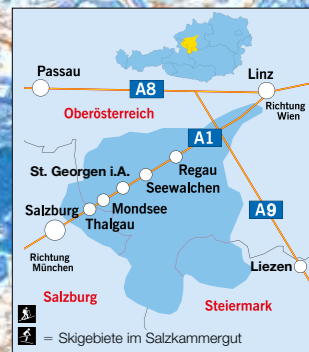 Passau
A8
Linz
Oberösterreich
Richtung
Wien
A1
St. Georgen i.A.
Regau
Seewalchen
Salzburg
Mondsee
Thalgau
A9
Richtung
München
Liezen
Salzburg
Steiermark
= Skigebiete im Salzkammergut